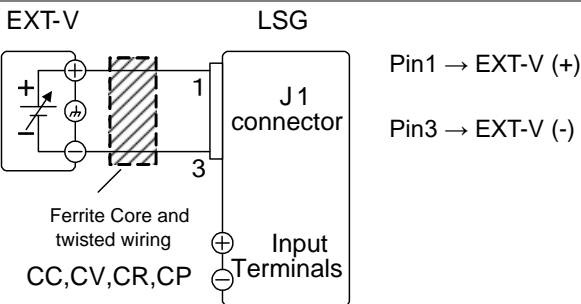 EXT-V
LSG
+
1
J1
connector
Pin1 → EXT-V (+)
Pin3 → EXT-V (-)
3
Ferrite Core and
twisted wiring
Input
Terminals
CC,CV,CR,CP